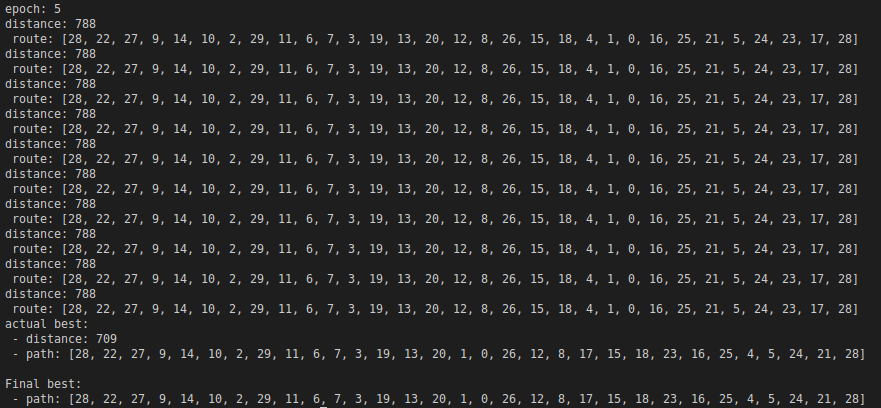 epoch: 5
distance: 788
 route: [28, 22, 27, 9, 14, 10, 2, 29, 11, 6, 7, 3, 19, 13, 20, 12, 8, 26, 15, 18, 4, 1, 0, 16, 25, 21, 5, 24, 23, 17, 28]
distance: 788
 route: [28, 22, 27, 9, 14, 10, 2, 29, 11, 6, 7, 3, 19, 13, 20, 12, 8, 26, 15, 18, 4, 1, 0, 16, 25, 21, 5, 24, 23, 17, 28]
distance: 788
 route: [28, 22, 27, 9, 14, 10, 2, 29, 11, 6, 7, 3, 19, 13, 20, 12, 8, 26, 15, 18, 4, 1, 0, 16, 25, 21, 5, 24, 23, 17, 28]
distance: 788
 route: [28, 22, 27, 9, 14, 10, 2, 29, 11, 6, 7, 3, 19, 13, 20, 12, 8, 26, 15, 18, 4, 1, 0, 16, 25, 21, 5, 24, 23, 17, 28]
distance: 788
 route: [28, 22, 27, 9, 14, 10, 2, 29, 11, 6, 7, 3, 19, 13, 20, 12, 8, 26, 15, 18, 4, 1, 0, 16, 25, 21, 5, 24, 23, 17, 28]
distance: 788
 route: [28, 22, 27, 9, 14, 10, 2, 29, 11, 6, 7, 3, 19, 13, 20, 12, 8, 26, 15, 18, 4, 1, 0, 16, 25, 21, 5, 24, 23, 17, 28]
distance: 788
 route: [28, 22, 27, 9, 14, 10, 2, 29, 11, 6, 7, 3, 19, 13, 20, 12, 8, 26, 15, 18, 4, 1, 0, 16, 25, 21, 5, 24, 23, 17, 28]
distance: 788
 route: [28, 22, 27, 9, 14, 10, 2, 29, 11, 6, 7, 3, 19, 13, 20, 12, 8, 26, 15, 18, 4, 1, 0, 16, 25, 21, 5, 24, 23, 17, 28]
distance: 788
 route: [28, 22, 27, 9, 14, 10, 2, 29, 11, 6, 7, 3, 19, 13, 20, 12, 8, 26, 15, 18, 4, 1, 0, 16, 25, 21, 5, 24, 23, 17, 28]
distance: 788
 route: [28, 22, 27, 9, 14, 10, 2, 29, 11, 6, 7, 3, 19, 13, 20, 12, 8, 26, 15, 18, 4, 1, 0, 16, 25, 21, 5, 24, 23, 17, 28]
actual best:
 - distance: 709
 - path: [28, 22, 27, 9, 14, 10, 2, 29, 11, 6, 7, 3, 19, 13, 20, 1, 0, 26, 12, 8, 17, 15, 18, 23, 16, 25, 4, 5, 24, 21, 28]

Final best:
 - path: [28, 22, 27, 9, 14, 10, 2, 29, 11, 6, 7, 3, 19, 13, 20, 1, 0, 26, 12, 8, 17, 15, 18, 23, 16, 25, 4, 5, 24, 21, 28]